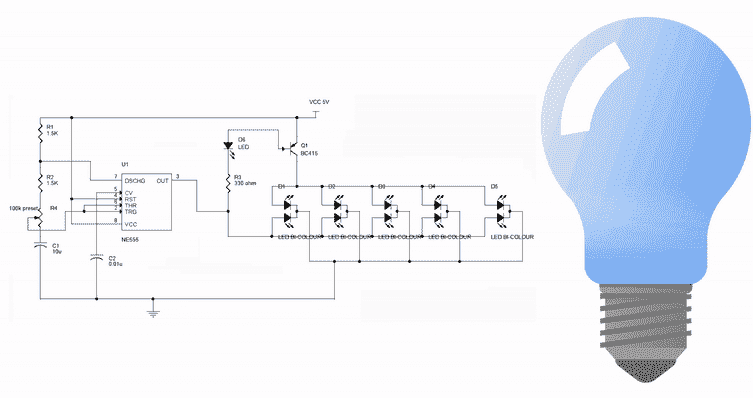 VCC 5V
R1
1.5K
D6
LED
Q1
BC415
U1
R2
1.5K
7
DSCHG
OUT
3
R3
330 ohm
5
CV
4
RST
6
THR
2
TRG
8
VCC
100k preset
R4
NE555
D1
D2
D3
D4
D5
LED BI-COLOUR
LED BI-COLOUR
LED BI-COLOUR
LED BI-COLOUR
LED BI-COLOUR
C1
10u
C2
0.01u